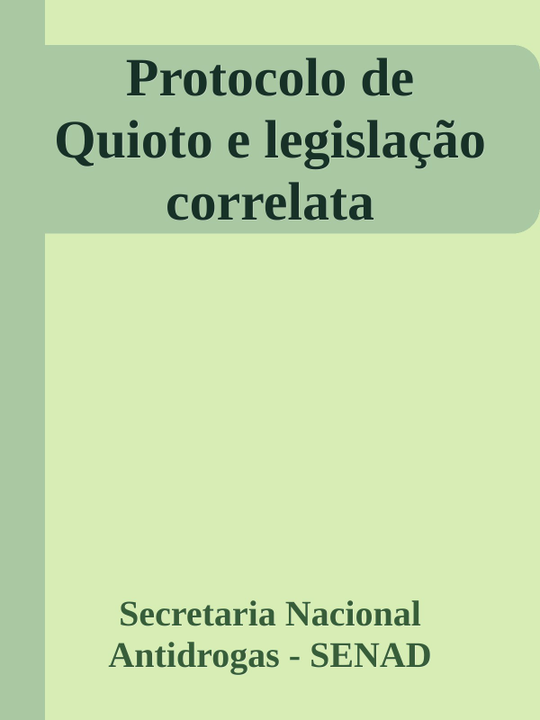 Protocolo de
Quioto e legislação
correlata
Secretaria Nacional
Antidrogas - SENAD